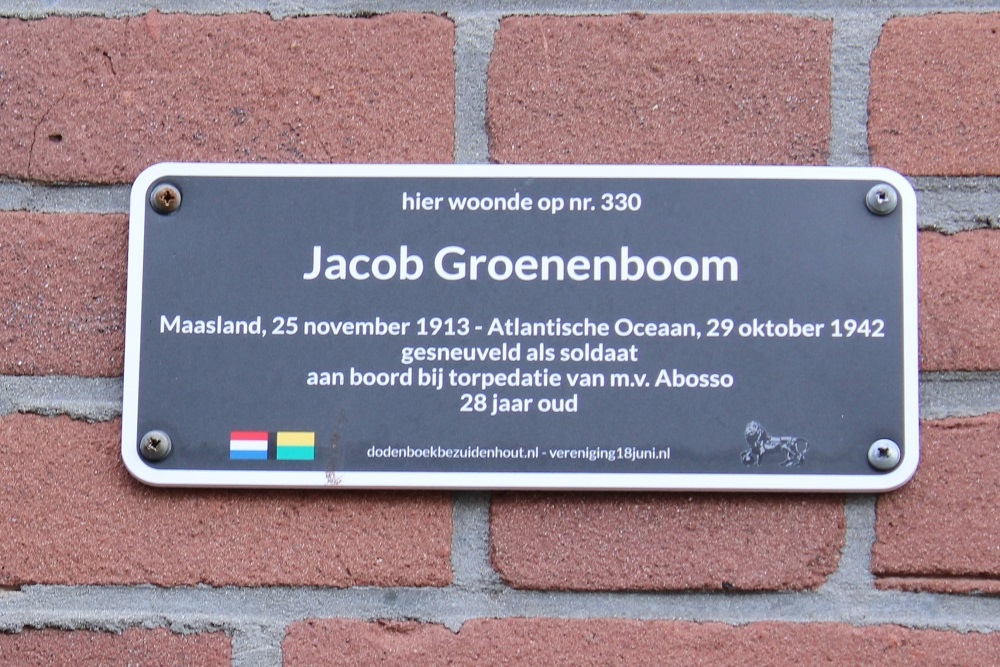 hier woonde op nr. 330
Jacob Groenenboom
Maasland, 25 november 1913 - Atlantische Oceaan, 29 oktober 1942
gesneuveld als soldaat
aan boord bij torpedatie van m.v. Abosso
28 jaar oud
dodenboekbezuidenhout.nl - vereniging18juni.nl